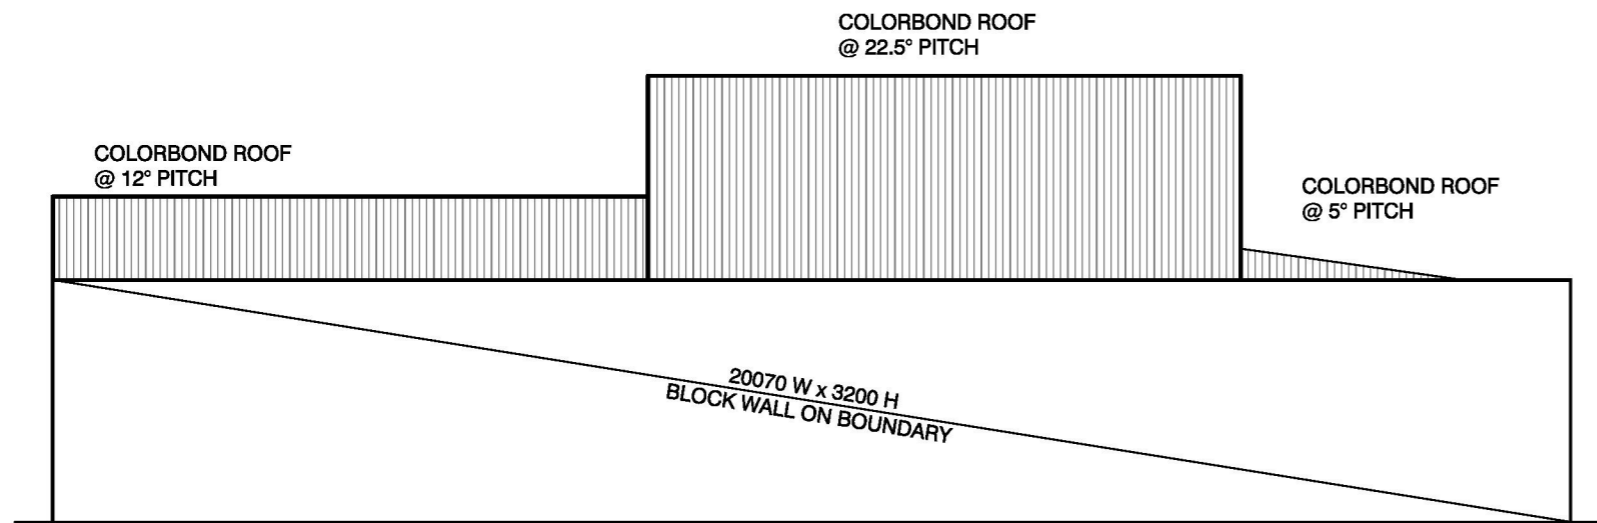 COLORBOND ROOF
@ 22.5° PITCH
COLORBOND ROOF
@ 12° PITCH
COLORBOND ROOF
@ 5° PITCH
20070 W x 3200 H
BLOCK WALL ON BOUNDARY